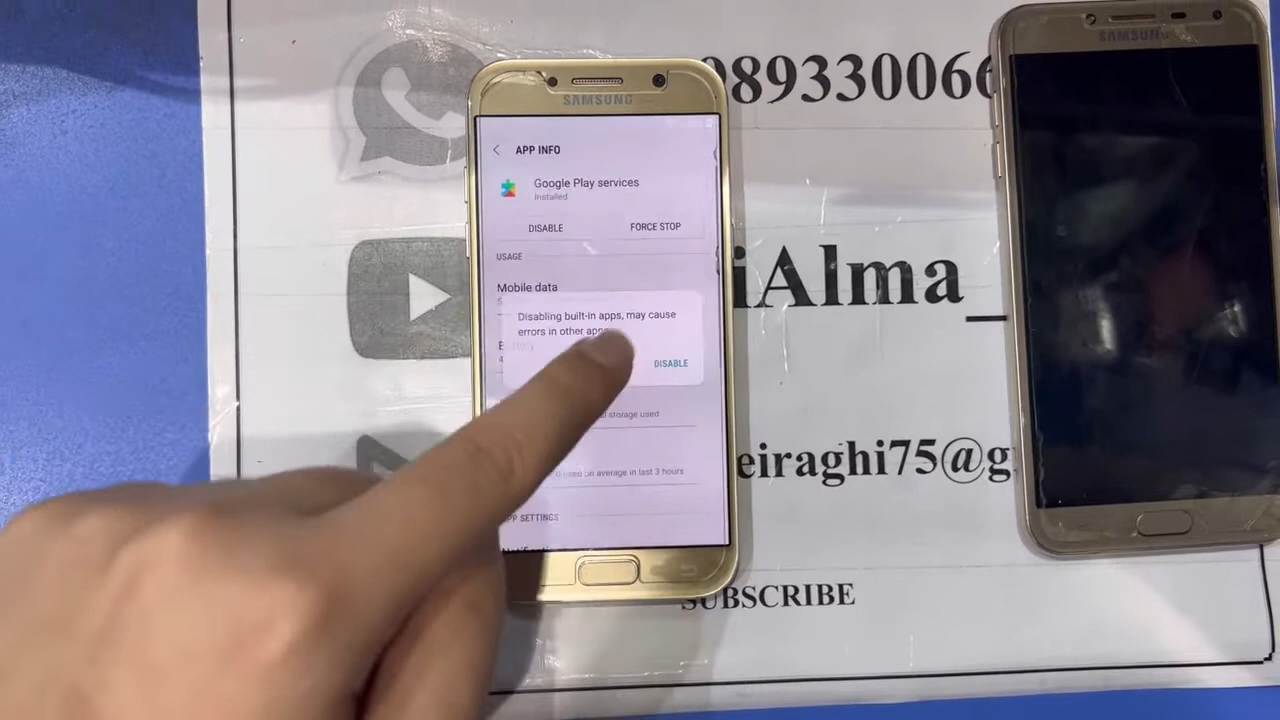 SAMSUNG
SAMSUNG
989330066
APP INFO
Google Play services
Installed
DISABLE
FORCE STOP
USAGE
Mobile data
Disabling built-in apps, may cause
errors in other apps
DISABLE
iAlma_
storage used
used on average in last 3 hours
eiraghi75@g
APP SETTINGS
SUBSCRIBE